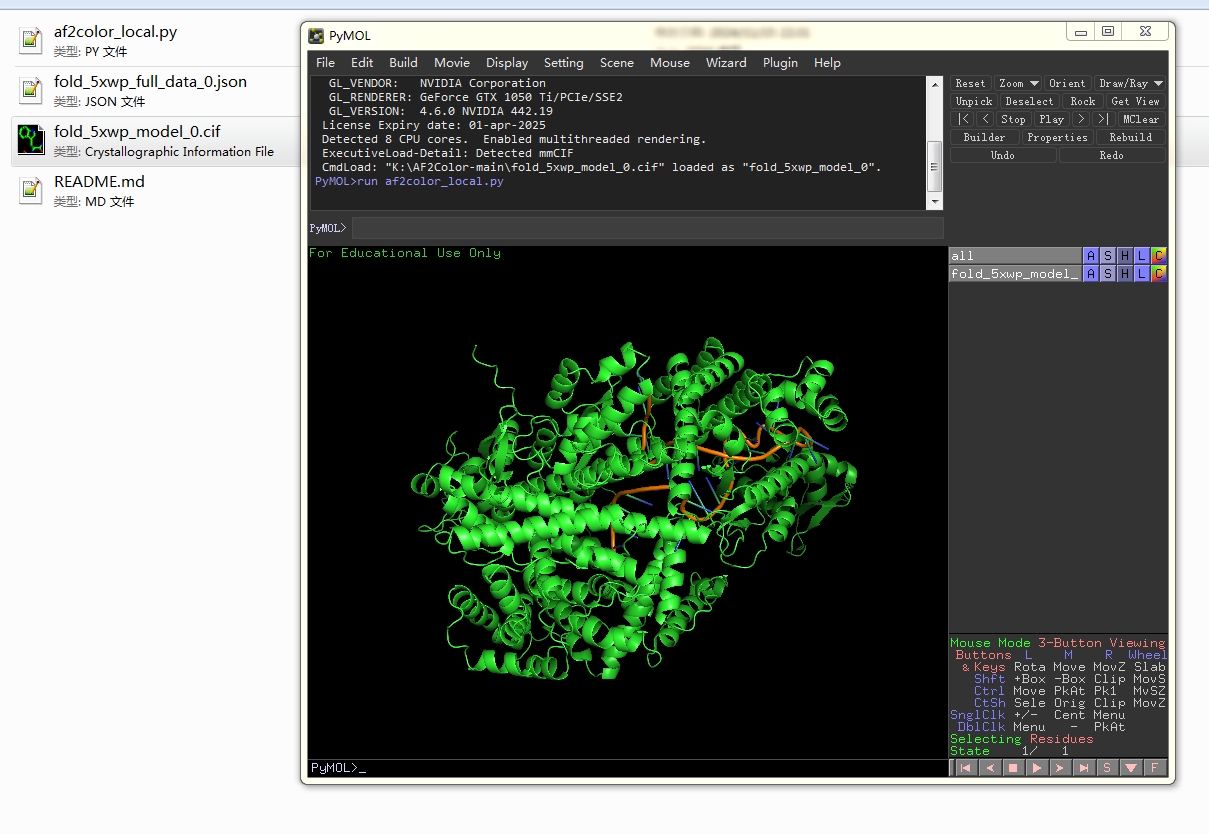 af2color_local.py
类型: PY 文件
fold_5xwp_full_data_0.json
类型: JSON 文件
fold_5xwp_model_0.cif
类型: Crystallographic Information File
README.md
类型: MD 文件
PyMOL
File Edit Build Movie Display Setting Scene Mouse Wizard Plugin Help
GL_VENDOR: NVIDIA Corporation
GL_RENDERER: GeForce GTX 1050 Ti/PCIe/SSE2
GL_VERSION: 4.6.0 NVIDIA 442.19
License Expiry date: 01-apr-2025
Detected 8 CPU cores. Enabled multithreaded rendering.
ExecutiveLoad-Detail: Detected mmCIF
CmdLoad: "K:\AF2Color-main\fold_5xwp_model_0.cif" loaded as "fold_5xwp_model_0".
PyMOL>run af2color_local.py
PyMOL>
Reset Zoom Orient Draw/Ray
Unpick Deselect Rock Get View
|< < Stop Play > >| MClear
Builder Properties Rebuild
Undo Redo
For Educational Use Only
all A S H L C
fold_5xwp_model_ A S H L C
Mouse Mode 3-Button Viewing
Buttons L M R Wheel
& Keys Rota Move MovZ Slab
Shft +Box -Box Clip MovS
Ctrl Move PkAt Pk1 MvSZ
CtSh Sele Orig Clip MovZ
SnglClk +/- Cent Menu
DblClk Menu - PkAt
Selecting Residues
State 1/ 1
PyMOL>_
S F